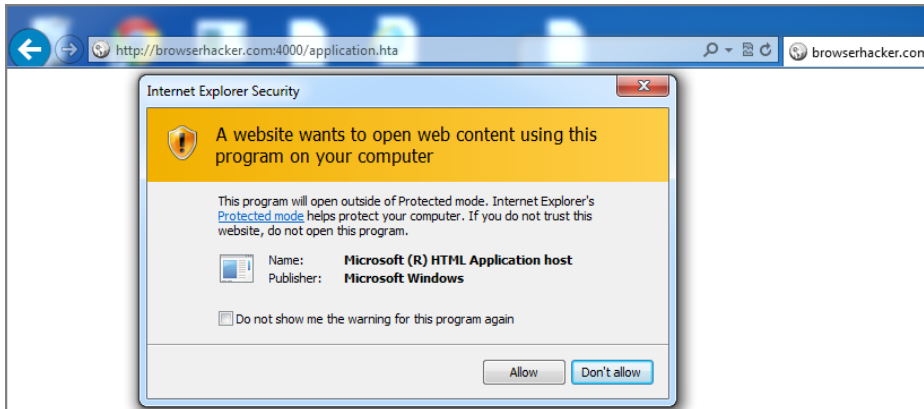 http://browserhacker.com:4000/application.hta
browserhacker.com
Internet Explorer Security
A website wants to open web content using this
program on your computer
This program will open outside of Protected mode. Internet Explorer's
Protected mode helps protect your computer. If you do not trust this
website, do not open this program.
Name: Microsoft (R) HTML Application host
Publisher: Microsoft Windows
Do not show me the warning for this program again
Allow Don't allow